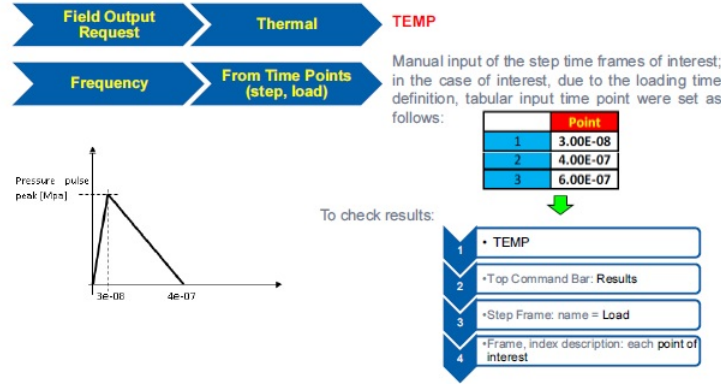 Field Output
Request
Thermal
TEMP
Frequency
From Time Points
(step, load)
Manual input of the step time frames of interest;
in the case of interest, due to the loading time
definition, tabular input time point were set as
follows:
Point
1 3.00E-08
2 4.00E-07
3 6.00E-07
Pressure pulse
peak [Mpa]
3e-08 4e-07
To check results:
1 • TEMP
2 •Top Command Bar: Results
3 •Step Frame: name = Load
4 •Frame, index description: each point of
interest